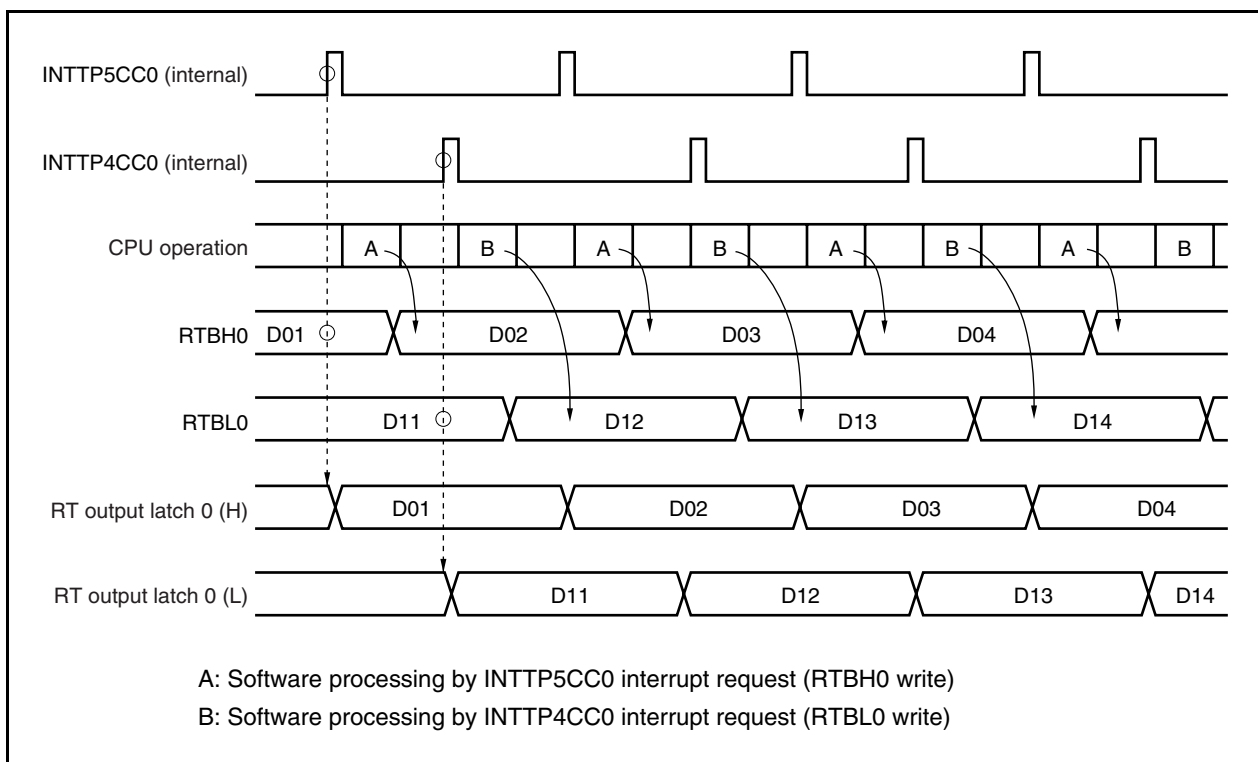 INTTP5CC0 (internal)
INTTP4CC0 (internal)
CPU operation A B A B A B A B
RTBH0 D01 D02 D03 D04
RTBL0 D11 D12 D13 D14
RT output latch 0 (H) D01 D02 D03 D04
RT output latch 0 (L) D11 D12 D13 D14
A: Software processing by INTTP5CC0 interrupt request (RTBH0 write)
B: Software processing by INTTP4CC0 interrupt request (RTBL0 write)